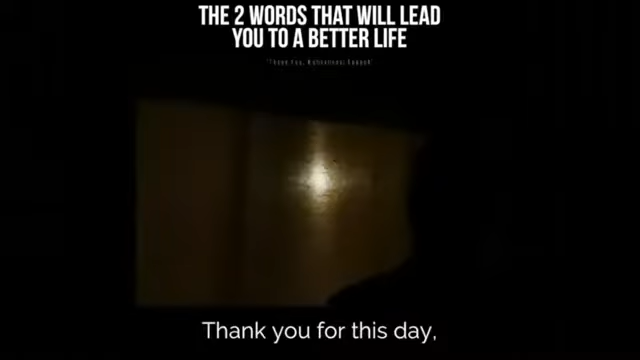 THE 2 WORDS THAT WILL LEAD
YOU TO A BETTER LIFE
Thank you for this day,